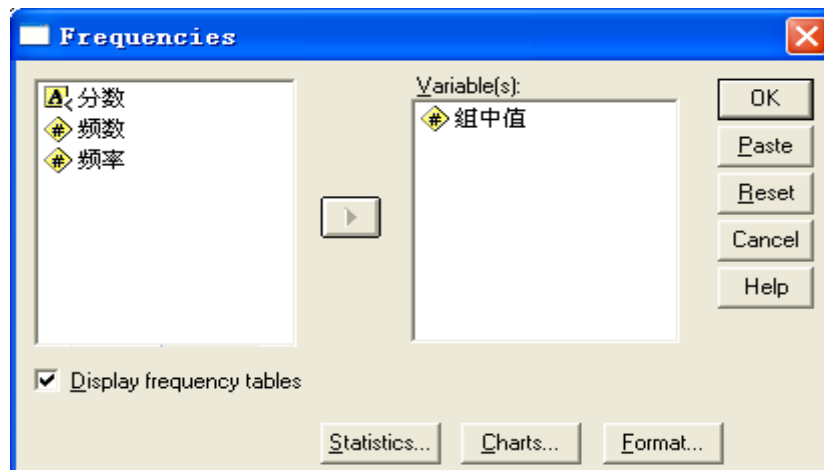 Frequencies
分数
频数
频率
Variable(s):
组中值
OK
Paste
Reset
Cancel
Help
Display frequency tables
Statistics...
Charts...
Format...